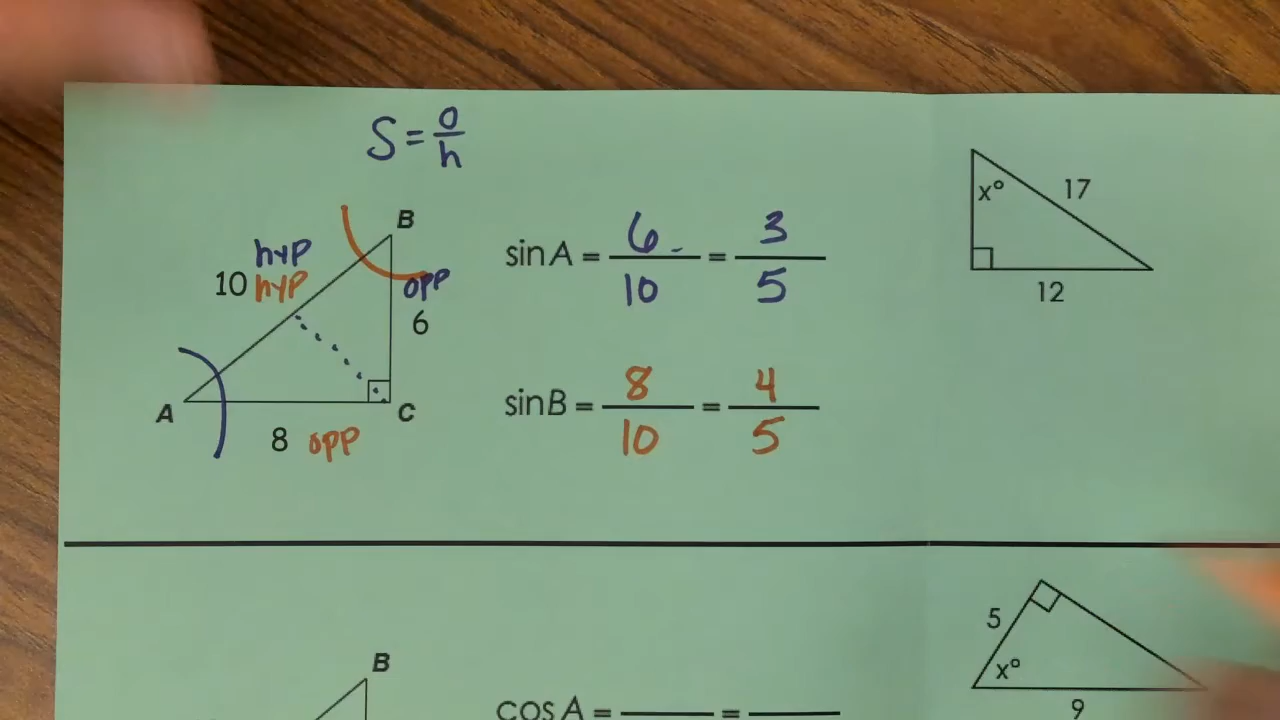 S = o/h
B
hyp
10 hyp
opp
6
A
C
8 opp
sin A = 6/10 = 3/5
sin B = 8/10 = 4/5
x°
17
12
B
cos A = ____ = ____
5
x°
9